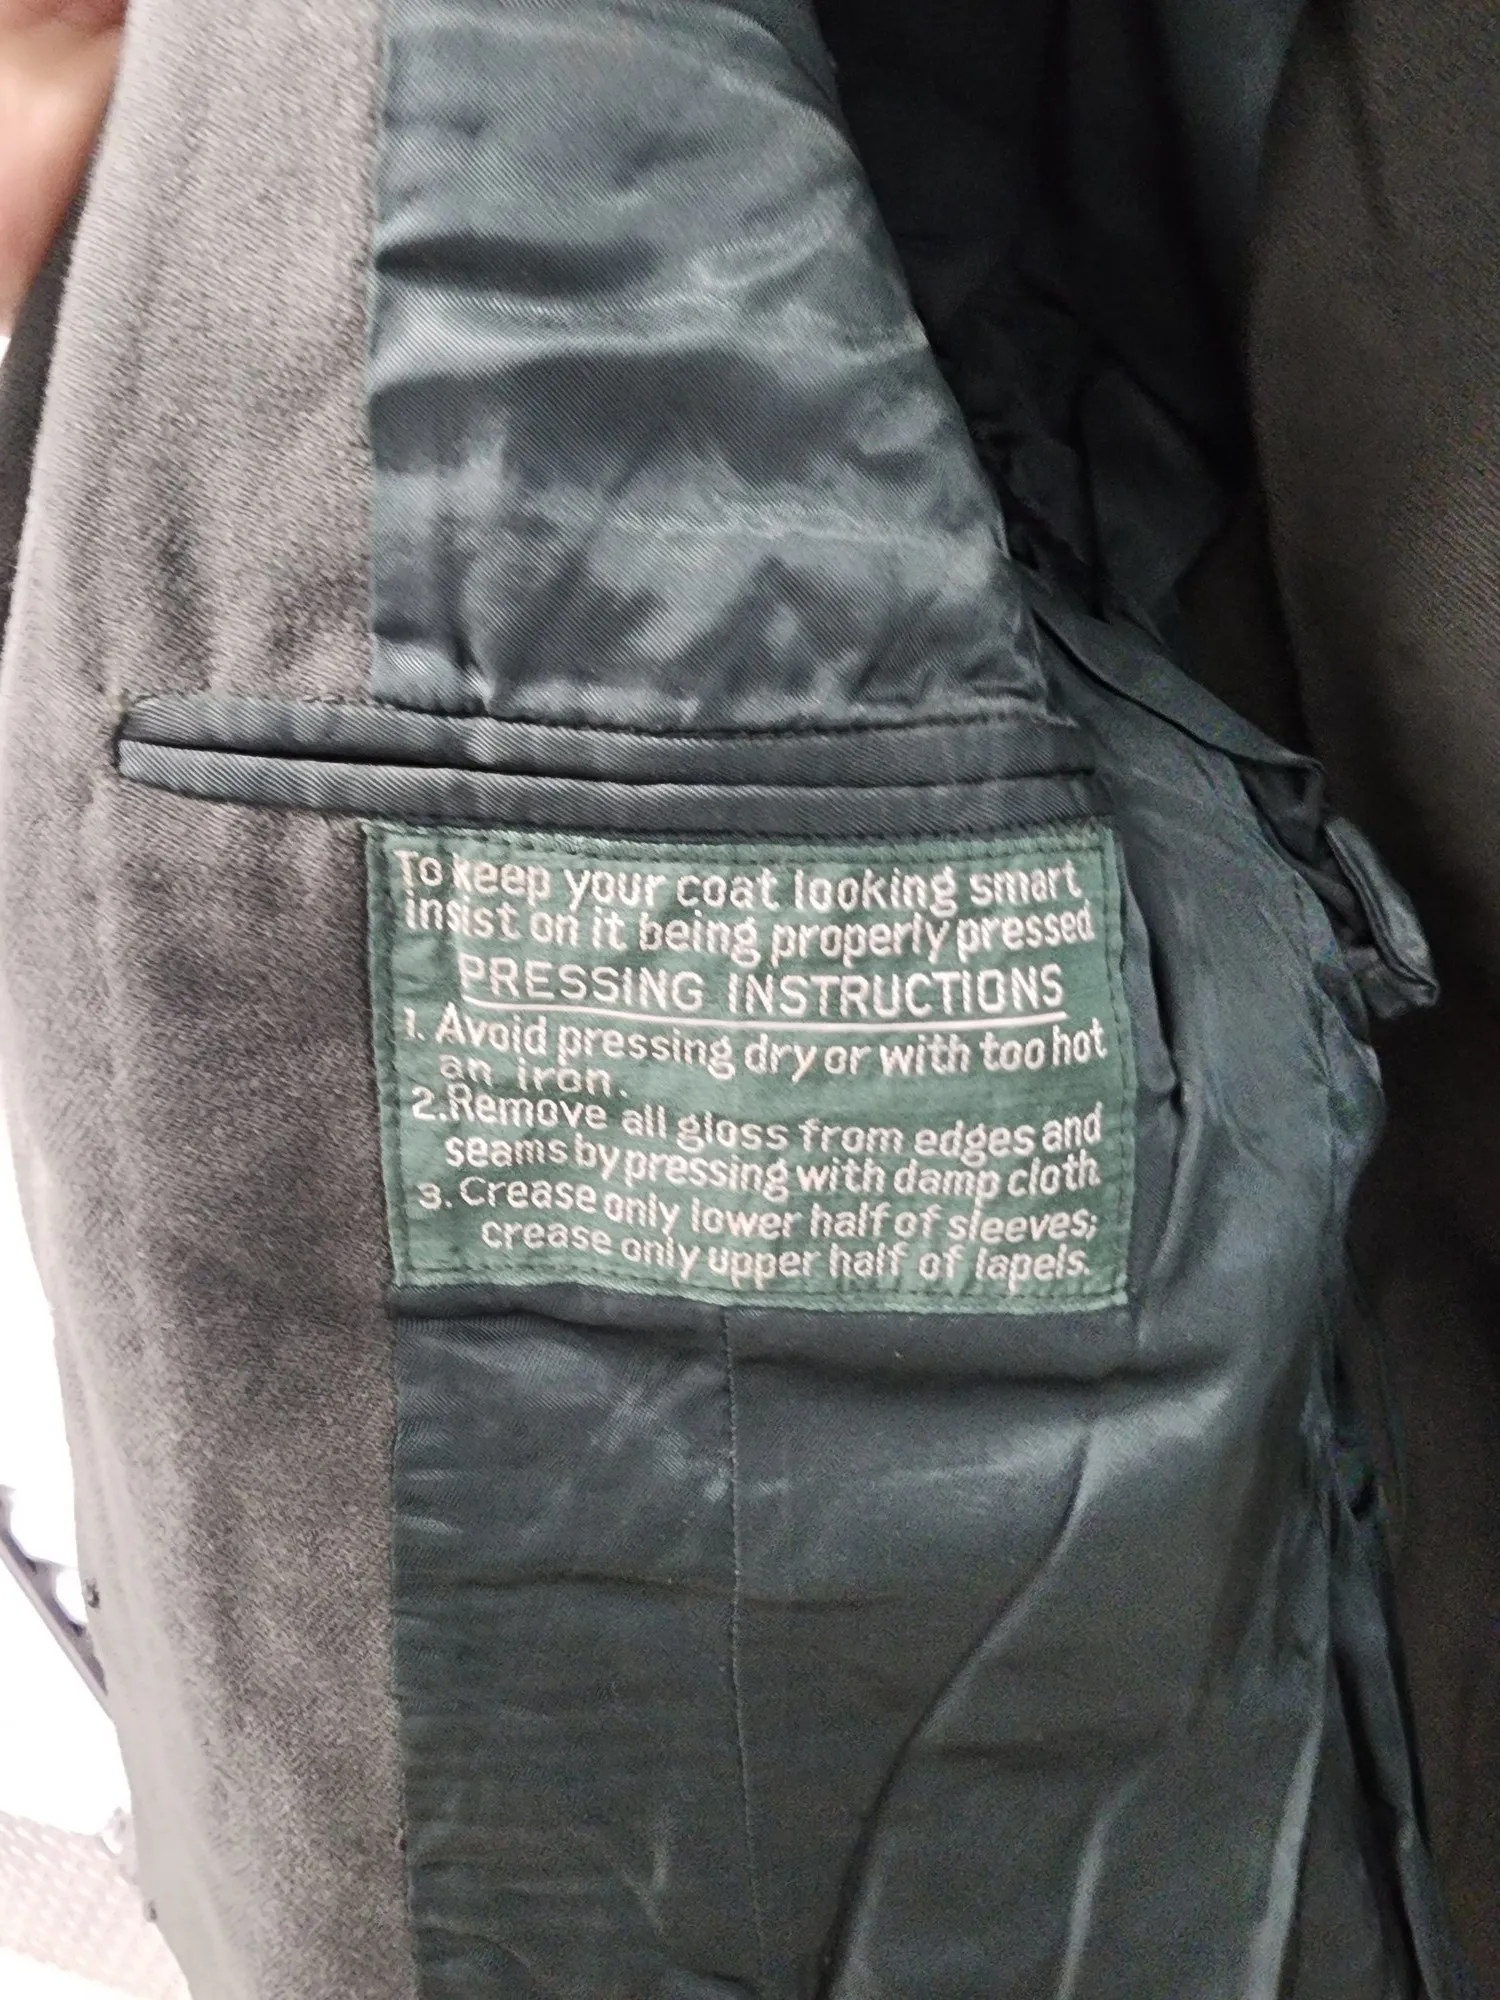 To keep your coat looking smart
insist on it being properly pressed
PRESSING INSTRUCTIONS
1. Avoid pressing dry or with too hot
an iron.
2. Remove all gloss from edges and
seams by pressing with damp cloth
3. Crease only lower half of sleeves;
crease only upper half of lapels.